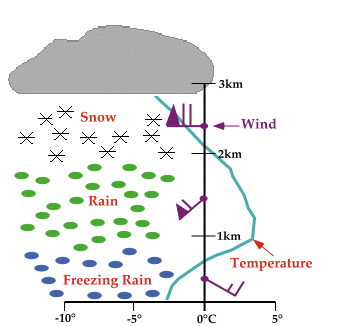 3km
Snow
Wind
2km
Rain
1km
Temperature
Freezing Rain
-10° -5° 0°C 5°